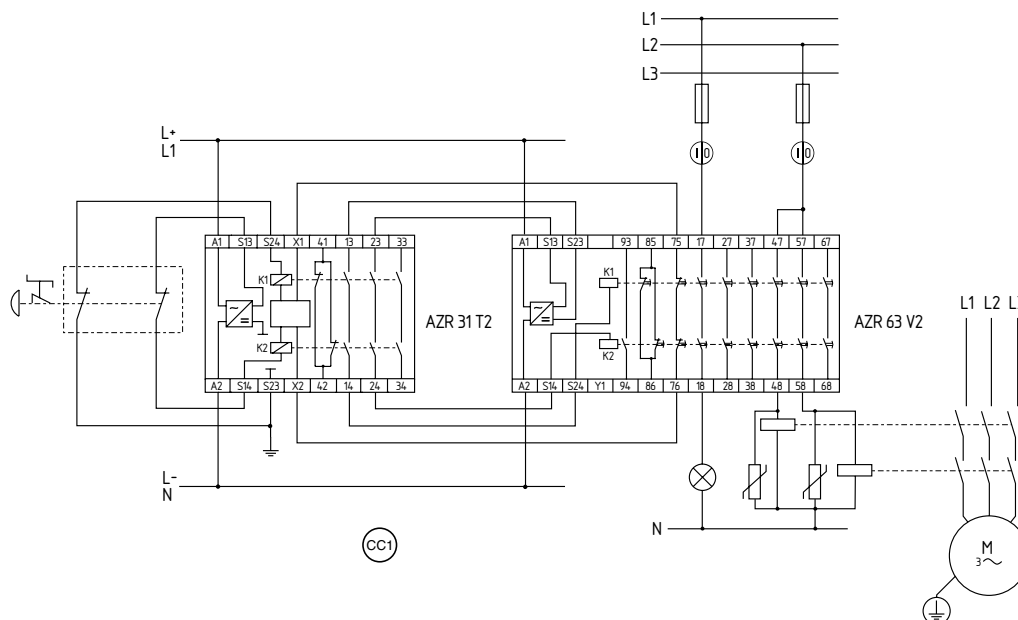 L1
L2
L3
I 0 I 0
L+
L1
A1 S13 S24 X1 41 13 23 33
K1
K2
AZR 31 T2
A2 S14 S23 X2 42 14 24 34
A1 S13 S23 93 85 75 17 27 37 47 57 67
K1
K2
AZR 63 V2
A2 S14 S24 Y1 94 86 76 18 28 38 48 58 68
L1 L2
L-
N
N
CC1
M
3~